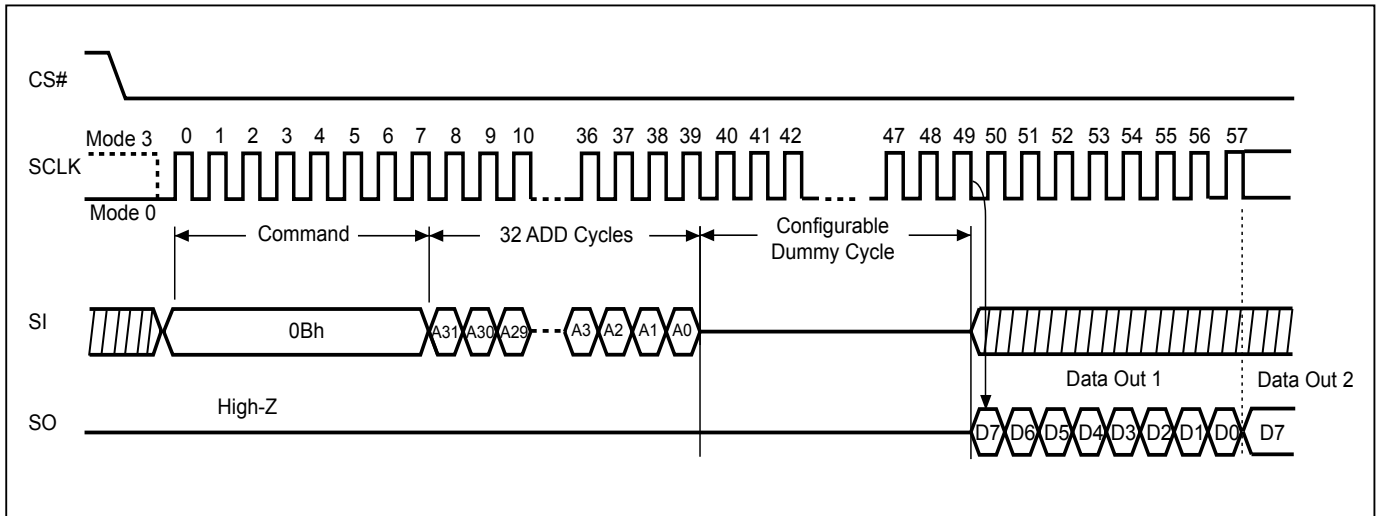 CS#
Mode 3 0 1 2 3 4 5 6 7 8 9 10 36 37 38 39 40 41 42 47 48 49 50 51 52 53 54 55 56 57
SCLK
Mode 0
Command 32 ADD Cycles Configurable
Dummy Cycle
SI 0Bh A31 A30 A29 A3 A2 A1 A0
Data Out 1 Data Out 2
High-Z
SO D7 D6 D5 D4 D3 D2 D1 D0 D7